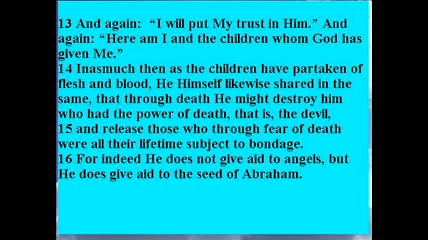 13 And again:  “I will put My trust in Him.” And
again: “Here am I and the children whom God has
given Me.”
14 Inasmuch then as the children have partaken of
flesh and blood, He Himself likewise shared in the
same, that through death He might destroy him
who had the power of death, that is, the devil,
15 and release those who through fear of death
were all their lifetime subject to bondage.
16 For indeed He does not give aid to angels, but
He does give aid to the seed of Abraham.